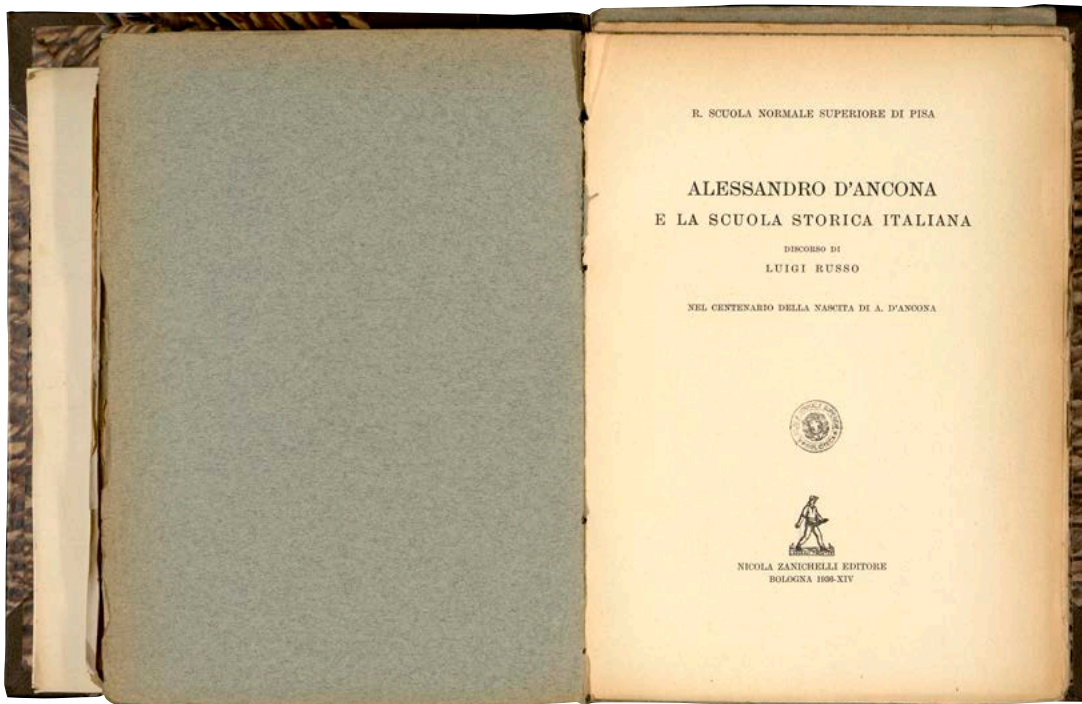 R. SCUOLA NORMALE SUPERIORE DI PISA
ALESSANDRO D'ANCONA
E LA SCUOLA STORICA ITALIANA
DISCORSO DI
LUIGI RUSSO
NEL CENTENARIO DELLA NASCITA DI A. D'ANCONA
NICOLA ZANICHELLI EDITORE
BOLOGNA 1936-XIV